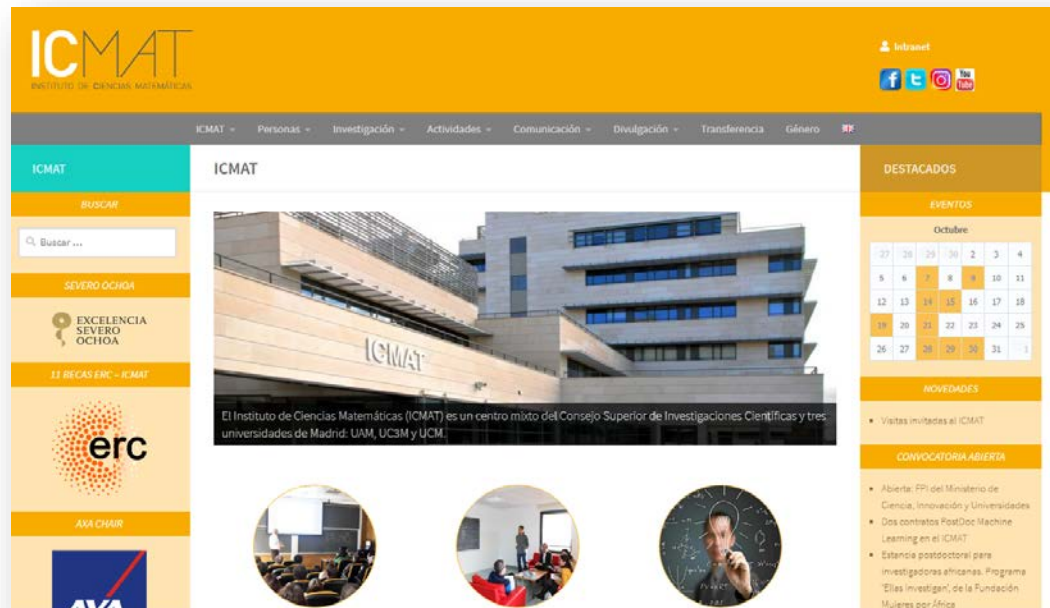 ICMAT
INSTITUTO DE CIENCIAS MATEMÁTICAS
Intranet
You
Tube
ICMAT Personas Investigación Actividades Comunicación Divulgación Transferencia Género
ICMAT
BUSCAR
Buscar ...
SEVERO OCHOA
EXCELENCIA
SEVERO
OCHOA
11 BECAS ERC – ICMAT
erc
AXA CHAIR
AXA
ICMAT
ICMAT
El Instituto de Ciencias Matemáticas (ICMAT) es un centro mixto del Consejo Superior de Investigaciones Científicas y tres
universidades de Madrid: UAM, UC3M y UCM.
DESTACADOS
EVENTOS
Octubre
27 28 29 30 2 3 4
5 6 7 8 9 10 11
12 13 14 15 16 17 18
19 20 21 22 23 24 25
26 27 28 29 30 31 1
NOVEDADES
Visitas invitadas al ICMAT
CONVOCATORIA ABIERTA
Abierta: FPI del Ministerio de
Ciencia, Innovación y Universidades
Dos contratos PostDoc Machine
Learning en el ICMAT
Estancia postdoctoral para
investigadoras africanas. Programa
'Ellas investigan', de la Fundación
Mujeres por África